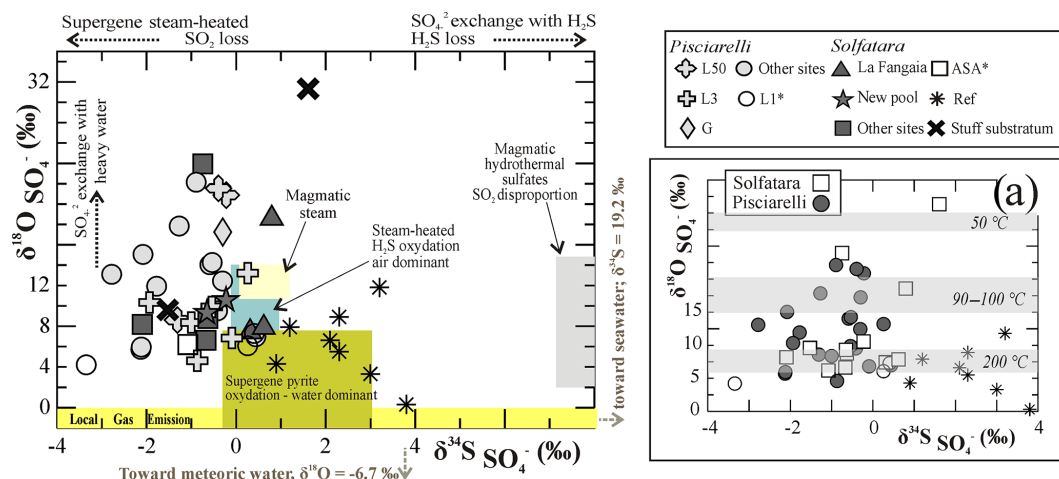 Supergene steam-heated
SO₂ loss
SO₄⁻² exchange with H₂S
H₂S loss
32
24
12
8
4
0
δ¹⁸O SO₄⁻ (‰)
SO₄⁻² exchange with
heavy water
Magmatic
steam
Steam-heated
H₂S oxydation
air dominant
Magmatic
hydrothermal
sulfates
SO₂ disproportion
Supergene pyrite
oxydation - water dominant
Local Gas Emission
-4 -2 0 2 4
δ³⁴S SO₄⁻ (‰)
Toward meteoric water, δ¹⁸O = -6.7 ‰
toward seawater; δ³⁴S = 19.2 ‰
Pisciarelli Solfatara
L50 Other sites La Fangaia ASA*
L3 L1* New pool Ref
G Other sites Stuff substratum
(a)
Solfatara
Pisciarelli
50 °C
90–100 °C
200 °C
20
15
10
5
0
δ¹⁸O SO₄⁻ (‰)
-4 -2 0 2 4
δ³⁴S SO₄⁻ (‰)